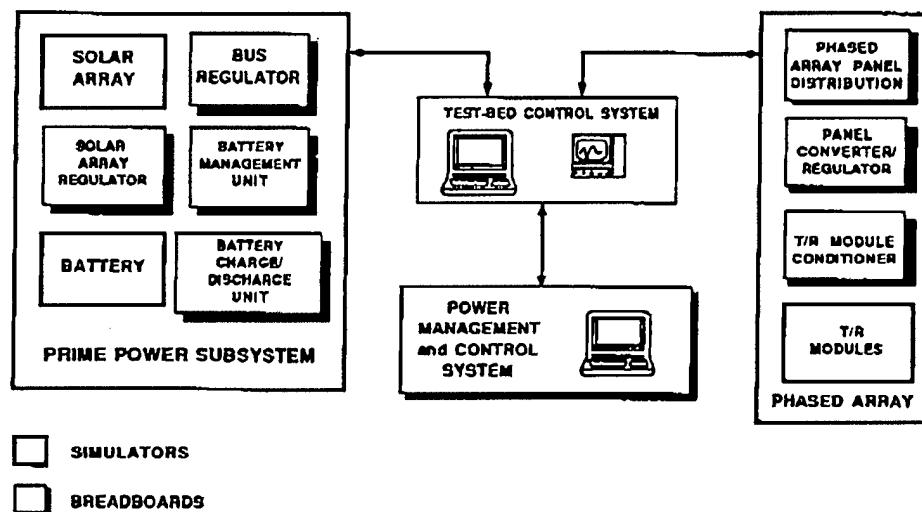 SOLAR
ARRAY
BUS
REGULATOR
SOLAR
ARRAY
REGULATOR
BATTERY
MANAGEMENT
UNIT
BATTERY
BATTERY
CHARGE/
DISCHARGE
UNIT
PRIME POWER SUBSYSTEM
TEST-BED CONTROL SYSTEM
POWER
MANAGEMENT
and CONTROL
SYSTEM
PHASED
ARRAY PANEL
DISTRIBUTION
PANEL
CONVERTER/
REGULATOR
T/R MODULE
CONDITIONER
T/R
MODULES
PHASED ARRAY
SIMULATORS
BREADBOARDS